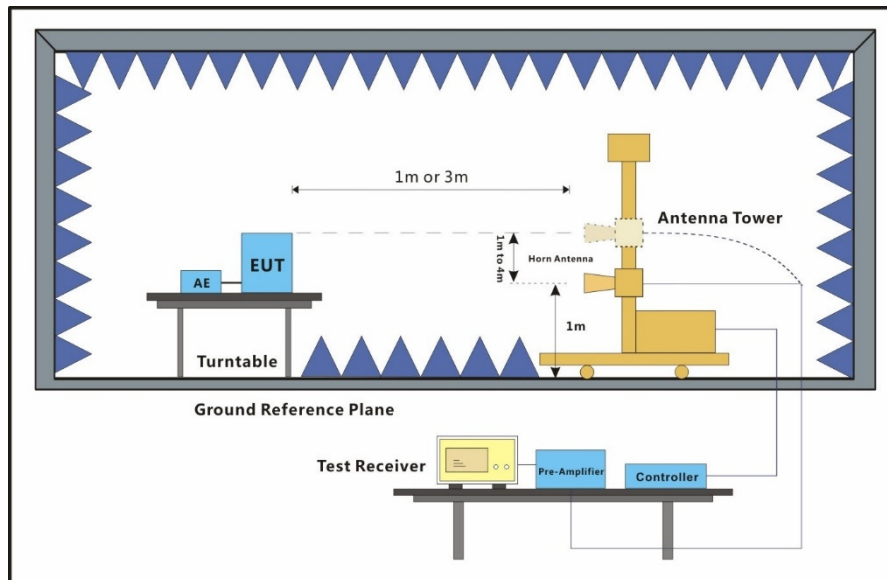 1m or 3m
Antenna Tower
1m to 4m
Horn Antenna
EUT
AE
1m
Turntable
Ground Reference Plane
Test Receiver
Pre-Amplifier
Controller